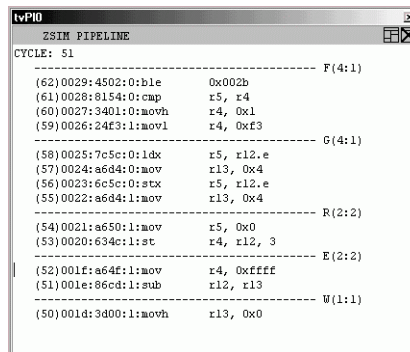 tvPIO
ZSIM PIPELINE
CYCLE: 51
------------------------------------ F(4:1)
(62)0029:4502:0:ble 0x002b
(61)0028:8154:0:cmp r5, r4
(60)0027:3401:0:movh r4, 0x1
(59)0026:24f3:1:movl r4, 0xf3
------------------------------------ G(4:1)
(58)0025:7c5c:0:ldx r5, r12.e
(57)0024:a6d4:0:mov r13, 0x4
(56)0023:6c5c:0:stx r5, r12.e
(55)0022:a6d4:1:mov r13, 0x4
------------------------------------ R(2:2)
(54)0021:a650:1:mov r5, 0x0
(53)0020:634c:1:st r4, r12, 3
------------------------------------ E(2:2)
(52)001f:a64f:1:mov r4, 0xffff
(51)001e:86cd:1:sub r12, r13
------------------------------------ W(1:1)
(50)001d:3d00:1:movh r13, 0x0